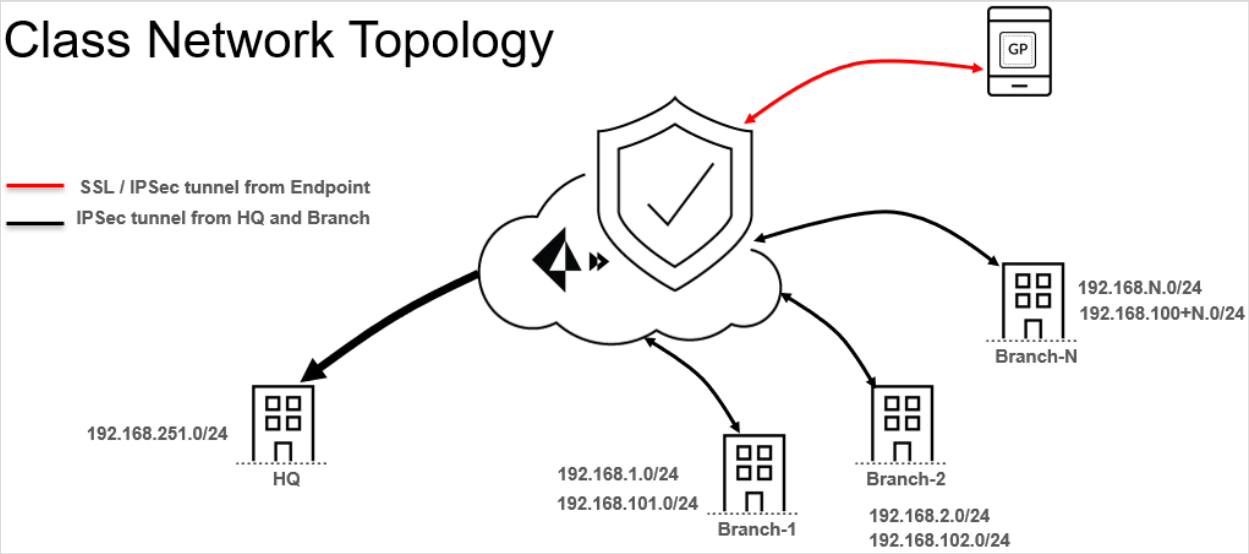 Class Network Topology
GP
SSL / IPSec tunnel from Endpoint
IPSec tunnel from HQ and Branch
192.168.N.0/24
192.168.100+N.0/24
Branch-N
192.168.251.0/24
HQ
192.168.1.0/24
192.168.101.0/24
Branch-1
Branch-2
192.168.2.0/24
192.168.102.0/24